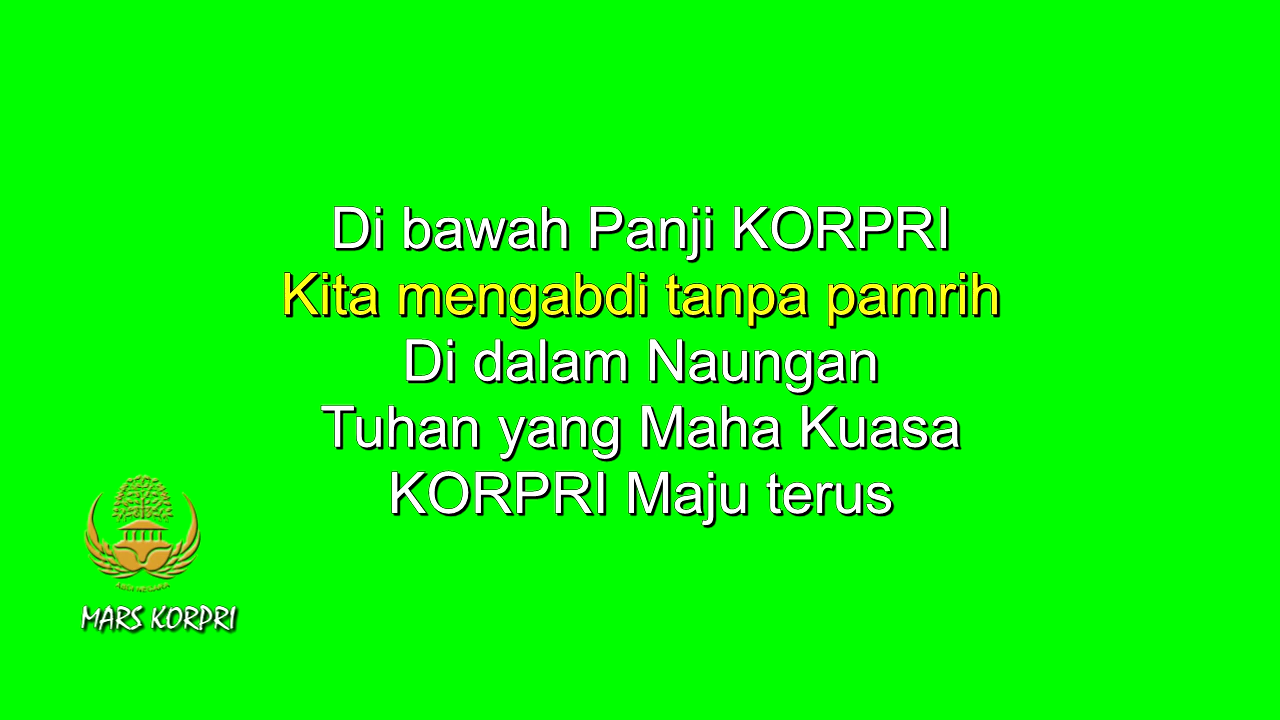 Di bawah Panji KORPRI
Kita mengabdi tanpa pamrih
Di dalam Naungan
Tuhan yang Maha Kuasa
KORPRI Maju terus
MARS KORPRI